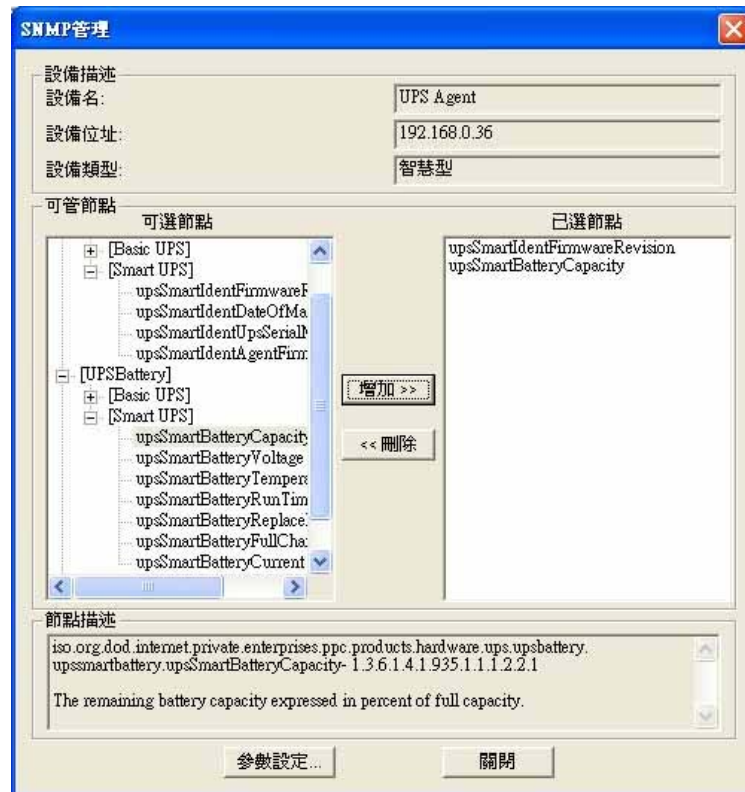 SNMP管理
設備描述
設備名:
UPS Agent
設備位址:
192.168.0.36
設備類型:
智慧型
可管節點
可選節點
已選節點
[Basic UPS]
[Smart UPS]
upsSmartIdentFirmwareR
upsSmartIdentDateOfMa
upsSmartIdentUpsSerialN
upsSmartIdentAgentFirm
[UPSBattery]
[Basic UPS]
[Smart UPS]
upsSmartBatteryCapacity
upsSmartBatteryVoltage
upsSmartBatteryTempera
upsSmartBatteryRunTim
upsSmartBatteryReplace
upsSmartBatteryFullCha
upsSmartBatteryCurrent
增加 >>
<< 刪除
upsSmartIdentFirmwareRevision
upsSmartBatteryCapacity
節點描述
iso.org.dod.internet.private.enterprises.ppc.products.hardware.ups.upsbattery.
upssmartbattery.upsSmartBatteryCapacity- 1.3.6.1.4.1.935.1.1.1.2.2.1
The remaining battery capacity expressed in percent of full capacity.
參數設定...
關閉